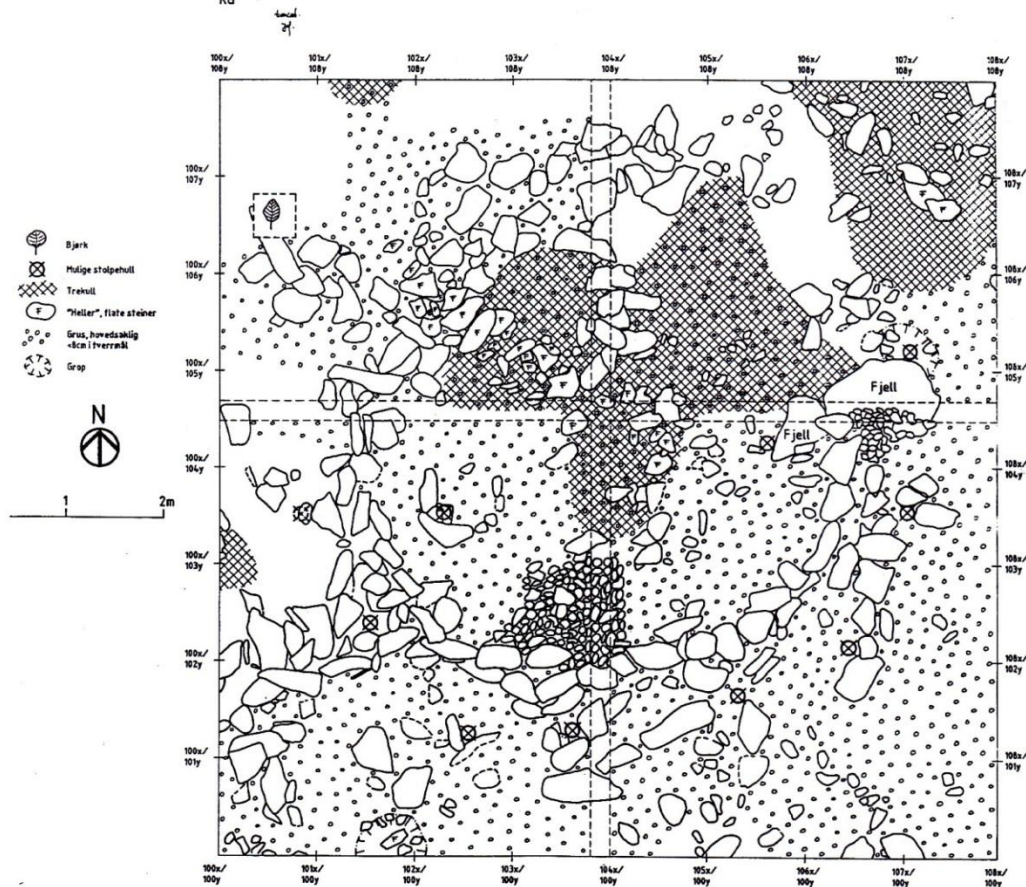 100x/ 101x/ 102x/ 103x/ 104x/ 105x/ 106x/ 107x/ 108x/
108y 108y 108y 108y 108y 108y 108y 108y 108y
100x/
107y
100x/
106y
100x/
105y
100x/
104y
100x/
103y
100x/
102y
100x/
101y
Bjørk
Mulige stolpehull
Trekull
F "Heller", flate steiner
Grus, hovedsaklig
<8cm i tverrmål
Grop
N
1 2m
Fjell
Fjell
108x/
107y
108x/
106y
108x/
105y
108x/
104y
108x/
103y
108x/
102y
108x/
101y
100x/ 101x/ 102x/ 103x/ 104x/ 105x/ 106x/ 107x/ 108x/
100y 100y 100y 100y 100y 100y 100y 100y 100y